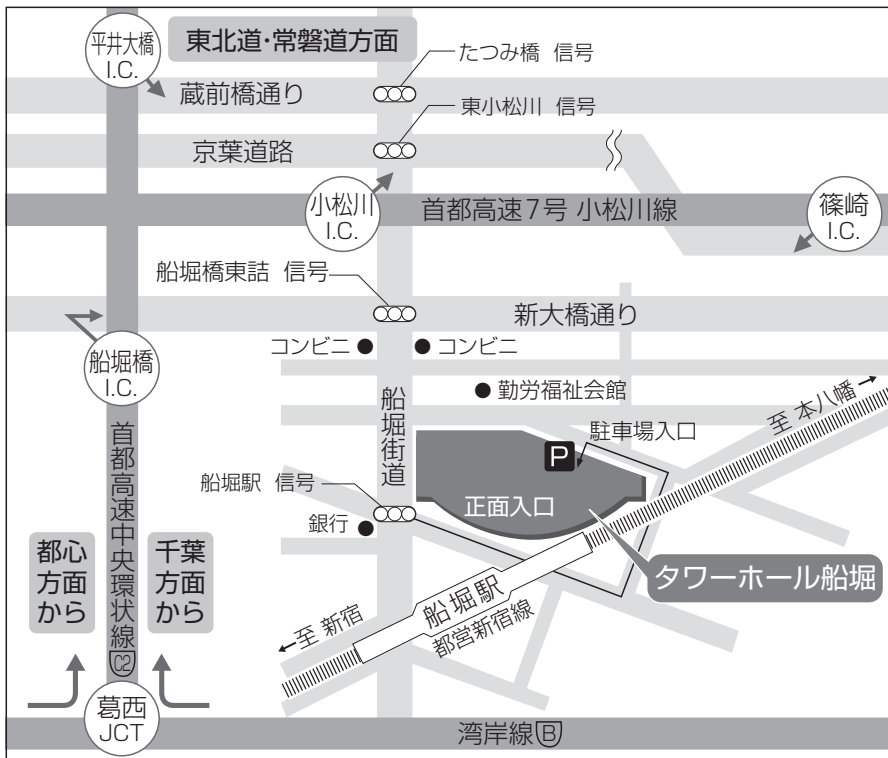 平井大橋
I.C.
東北道・常磐道方面
たつみ橋 信号
蔵前橋通り
東小松川 信号
京葉道路
小松川
I.C.
首都高速7号 小松川線
篠崎
I.C.
船堀橋東詰 信号
新大橋通り
コンビニ
コンビニ
船堀橋
I.C.
勤労福祉会館
船堀街道
至 本八幡
駐車場入口
P
首都高速中央環状線
C2
船堀駅 信号
正面入口
銀行
都心
方面
から
千葉
方面
から
タワーホール船堀
船堀駅
都営新宿線
至 新宿
葛西
JCT
湾岸線
B